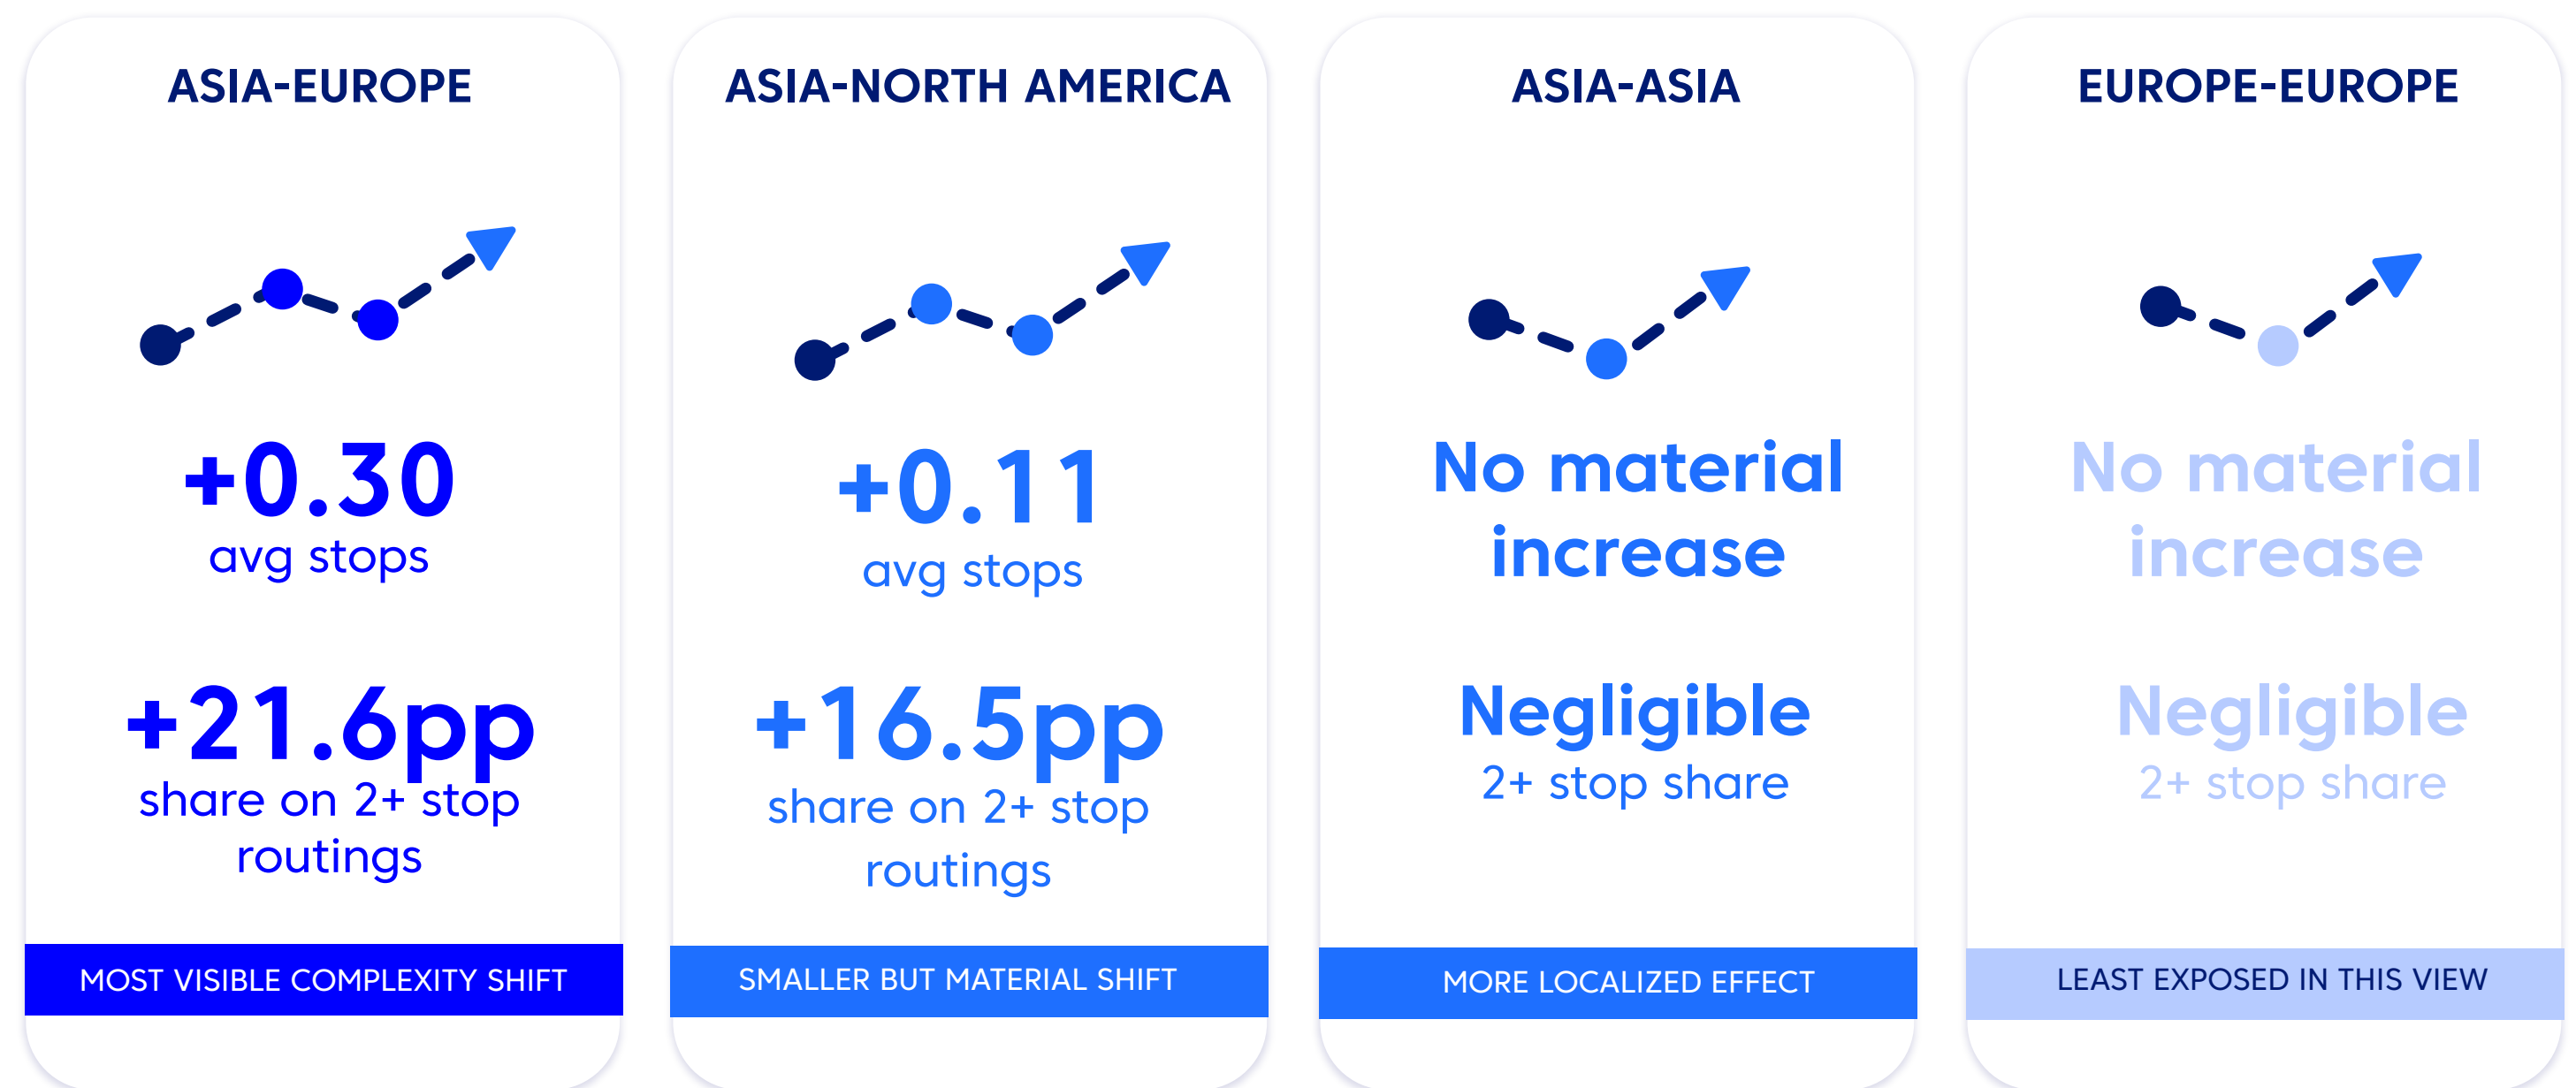 ASIA-EUROPE
+0.30
avg stops
+21.6pp
share on 2+ stop
routings
MOST VISIBLE COMPLEXITY SHIFT
ASIA-NORTH AMERICA
+0.11
avg stops
+16.5pp
share on 2+ stop
routings
SMALLER BUT MATERIAL SHIFT
ASIA-ASIA
No material
increase
Negligible
2+ stop share
MORE LOCALIZED EFFECT
EUROPE-EUROPE
No material
increase
Negligible
2+ stop share
LEAST EXPOSED IN THIS VIEW